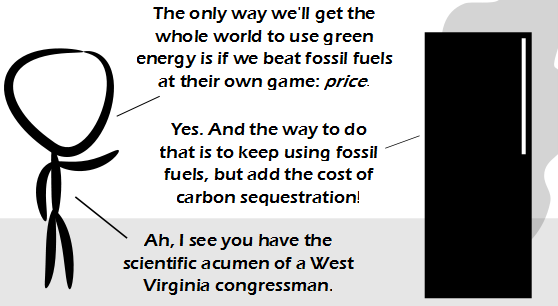 The only way we'll get the
whole world to use green
energy is if we beat fossil fuels
at their own game: price.
Yes. And the way to do
that is to keep using fossil
fuels, but add the cost of
carbon sequestration!
Ah, I see you have the
scientific acumen of a West
Virginia congressman.